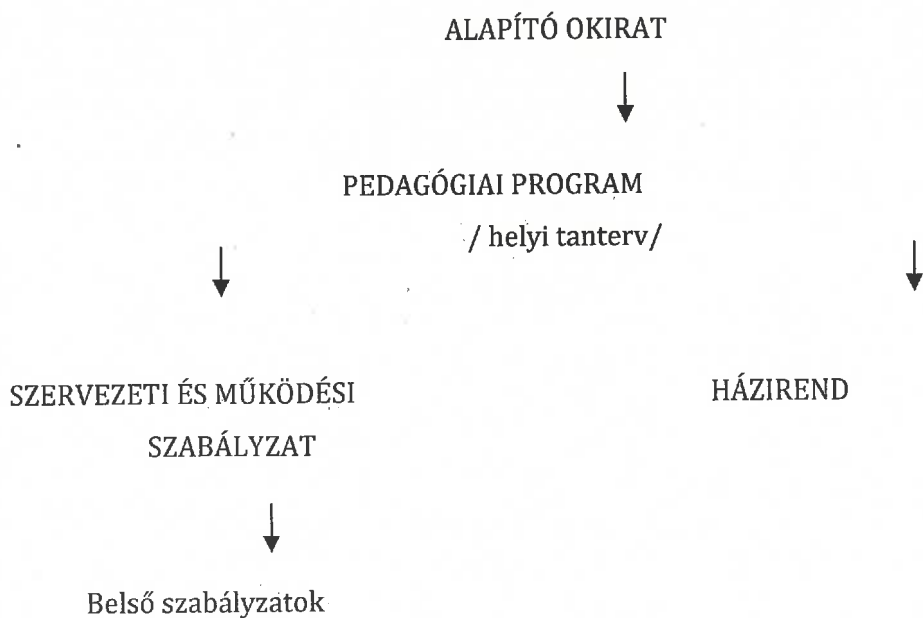 ALAPÍTÓ OKIRAT
PEDAGÓGIAI PROGRAM
/ helyi tanterv/
SZERVEZETI ÉS MŰKÖDÉSI
SZABÁLYZAT
HÁZIREND
Belső szabályzatok